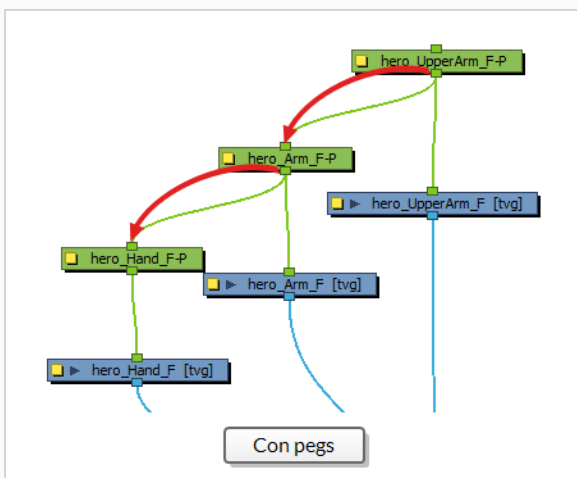 hero_UpperArm_F-P
hero_Arm_F-P
hero_UpperArm_F [tvg]
hero_Hand_F-P
hero_Arm_F [tvg]
hero_Hand_F [tvg]
Con pegs